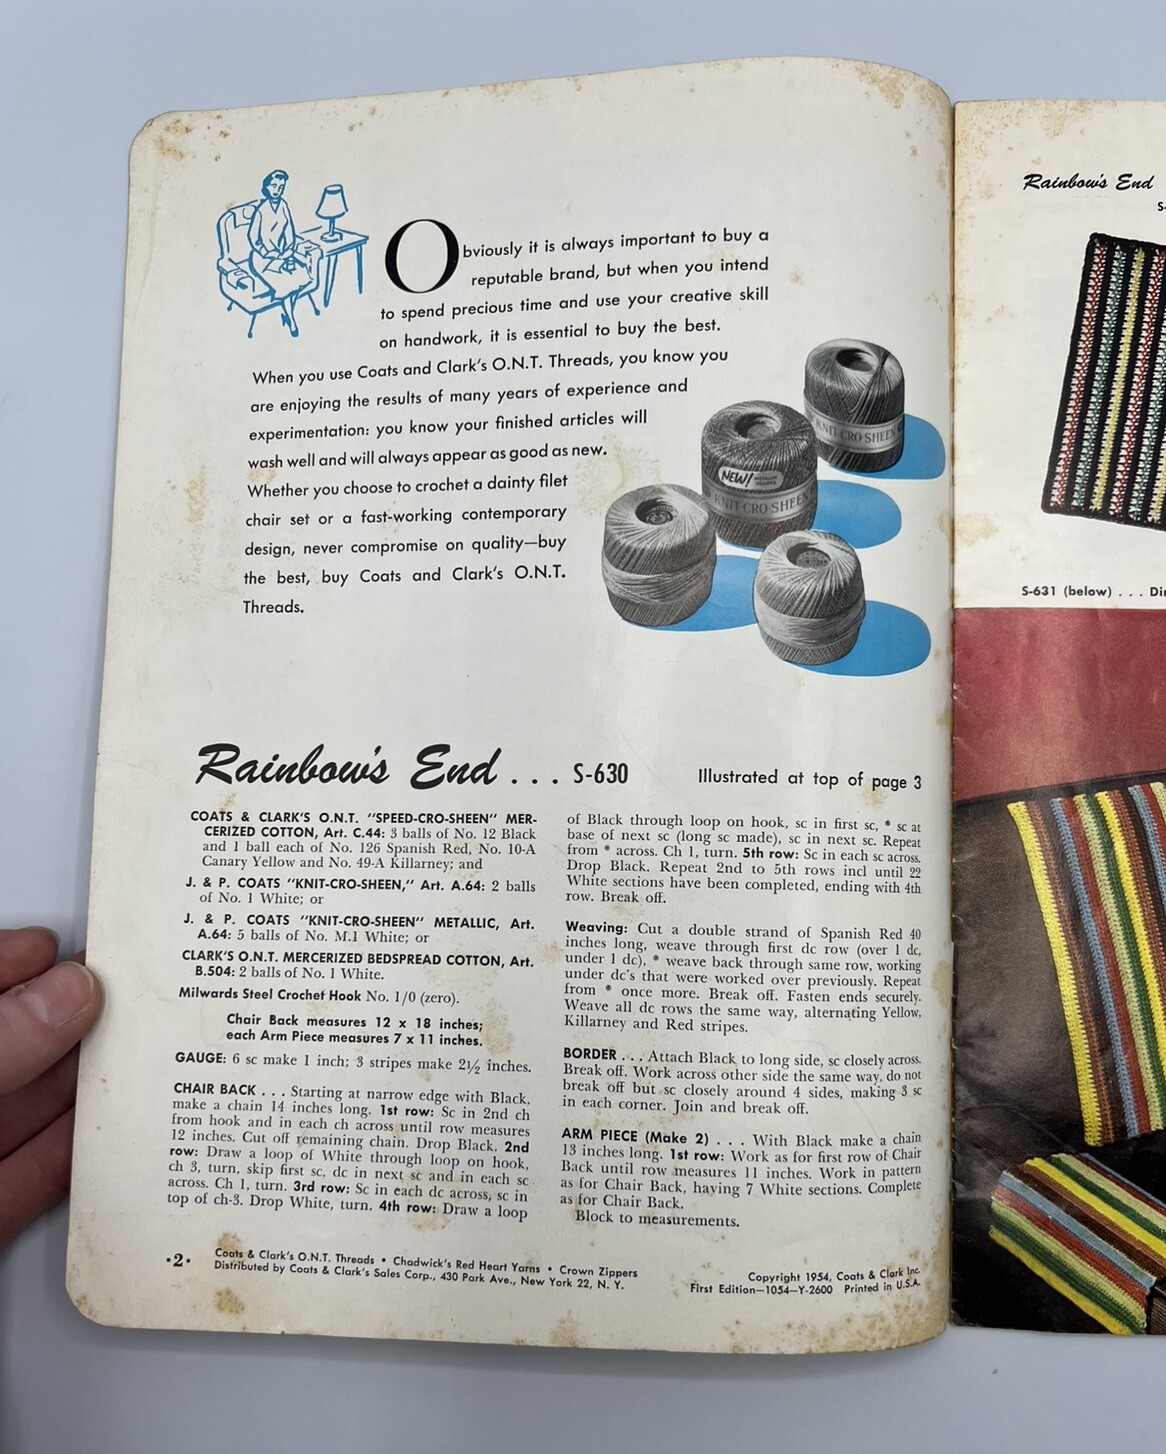 Obviously it is always important to buy a
reputable brand, but when you intend
to spend precious time and use your creative skill
on handwork, it is essential to buy the best.
When you use Coats and Clark's O.N.T. Threads, you know you
are enjoying the results of many years of experience and
experimentation: you know your finished articles will
wash well and will always appear as good as new.
Whether you choose to crochet a dainty filet
chair set or a fast-working contemporary
design, never compromise on quality—buy
the best, buy Coats and Clark's O.N.T.
Threads.
KNIT CRO-SHEEN
NEW!
KNIT CRO-SHEEN
Rainbow's End . . . S-630
Illustrated at top of page 3
COATS & CLARK'S O.N.T. "SPEED-CRO-SHEEN" MER-
CERIZED COTTON, Art. C.44: 3 balls of No. 12 Black
and 1 ball each of No. 126 Spanish Red, No. 10-A
Canary Yellow and No. 49-A Killarney; and
J. & P. COATS "KNIT-CRO-SHEEN," Art. A.64: 2 balls
of No. 1 White; or
J. & P. COATS "KNIT-CRO-SHEEN" METALLIC, Art.
A.64: 5 balls of No. M.1 White; or
CLARK'S O.N.T. MERCERIZED BEDSPREAD COTTON, Art.
B.504: 2 balls of No. 1 White.
Milwards Steel Crochet Hook No. 1/0 (zero).
Chair Back measures 12 x 18 inches;
each Arm Piece measures 7 x 11 inches.
GAUGE: 6 sc make 1 inch; 3 stripes make 2½ inches.
CHAIR BACK . . . Starting at narrow edge with Black,
make a chain 14 inches long. 1st row: Sc in 2nd ch
from hook and in each ch across until row measures
12 inches. Cut off remaining chain. Drop Black. 2nd
row: Draw a loop of White through loop on hook,
ch 3, turn, skip first sc, dc in next sc and in each sc
across. Ch 1, turn. 3rd row: Sc in each dc across, sc in
top of ch-3. Drop White, turn. 4th row: Draw a loop
of Black through loop on hook, sc in first sc, * sc at
base of next sc (long sc made), sc in next sc. Repeat
from * across. Ch 1, turn. 5th row: Sc in each sc across.
Drop Black. Repeat 2nd to 5th rows incl until 22
White sections have been completed, ending with 4th
row. Break off.
Weaving: Cut a double strand of Spanish Red 40
inches long, weave through first dc row (over 1 dc,
under 1 dc), * weave back through same row, working
under dc's that were worked over previously. Repeat
from * once more. Break off. Fasten ends securely.
Weave all dc rows the same way, alternating Yellow,
Killarney and Red stripes.
BORDER . . . Attach Black to long side, sc closely across.
Break off. Work across other side the same way, do not
break off but sc closely around 4 sides, making 3 sc
in each corner. Join and break off.
ARM PIECE (Make 2) . . . With Black make a chain
13 inches long. 1st row: Work as for first row of Chair
Back until row measures 11 inches. Work in pattern
as for Chair Back, having 7 White sections. Complete
as for Chair Back.
Block to measurements.
•2•
Coats & Clark's O.N.T. Threads • Chadwick's Red Heart Yarns • Crown Zippers
Distributed by Coats & Clark's Sales Corp., 430 Park Ave., New York 22, N. Y.
Copyright 1954, Coats & Clark Inc.
First Edition—1054—Y-2600 Printed in U.S.A.
Rainbow's End
S-
S-631 (below) . . . Dir